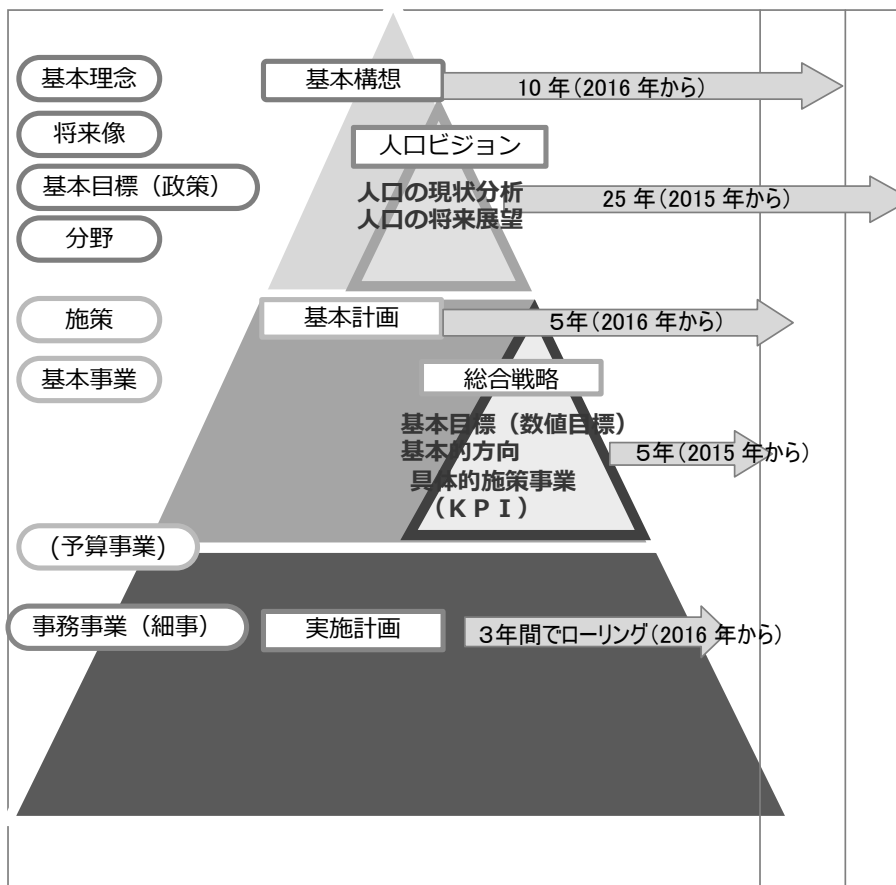 基本理念
基本構想
10 年（2016 年から）
将来像
人口ビジョン
基本目標（政策）
人口の現状分析
人口の将来展望
25 年（2015 年から）
分野
施策
基本計画
５年（2016 年から）
基本事業
総合戦略
基本目標（数値目標）
基本的方向
具体的施策事業
（ＫＰＩ）
５年（2015 年から）
(予算事業)
事務事業（細事）
実施計画
３年間でローリング（2016 年から）